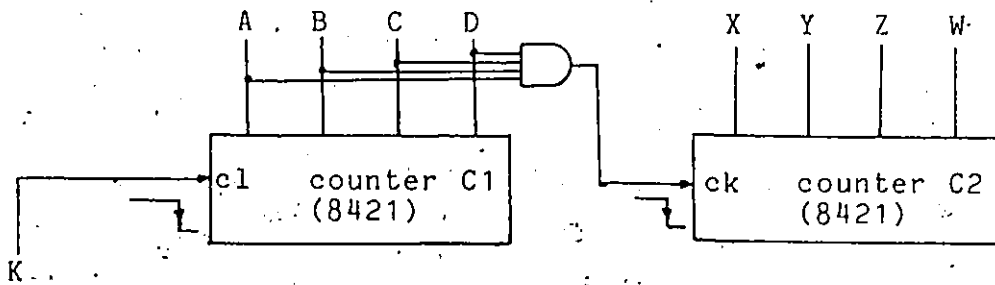 A B C D X Y Z W
cl counter C1
(8421)
ck counter C2
(8421)
K